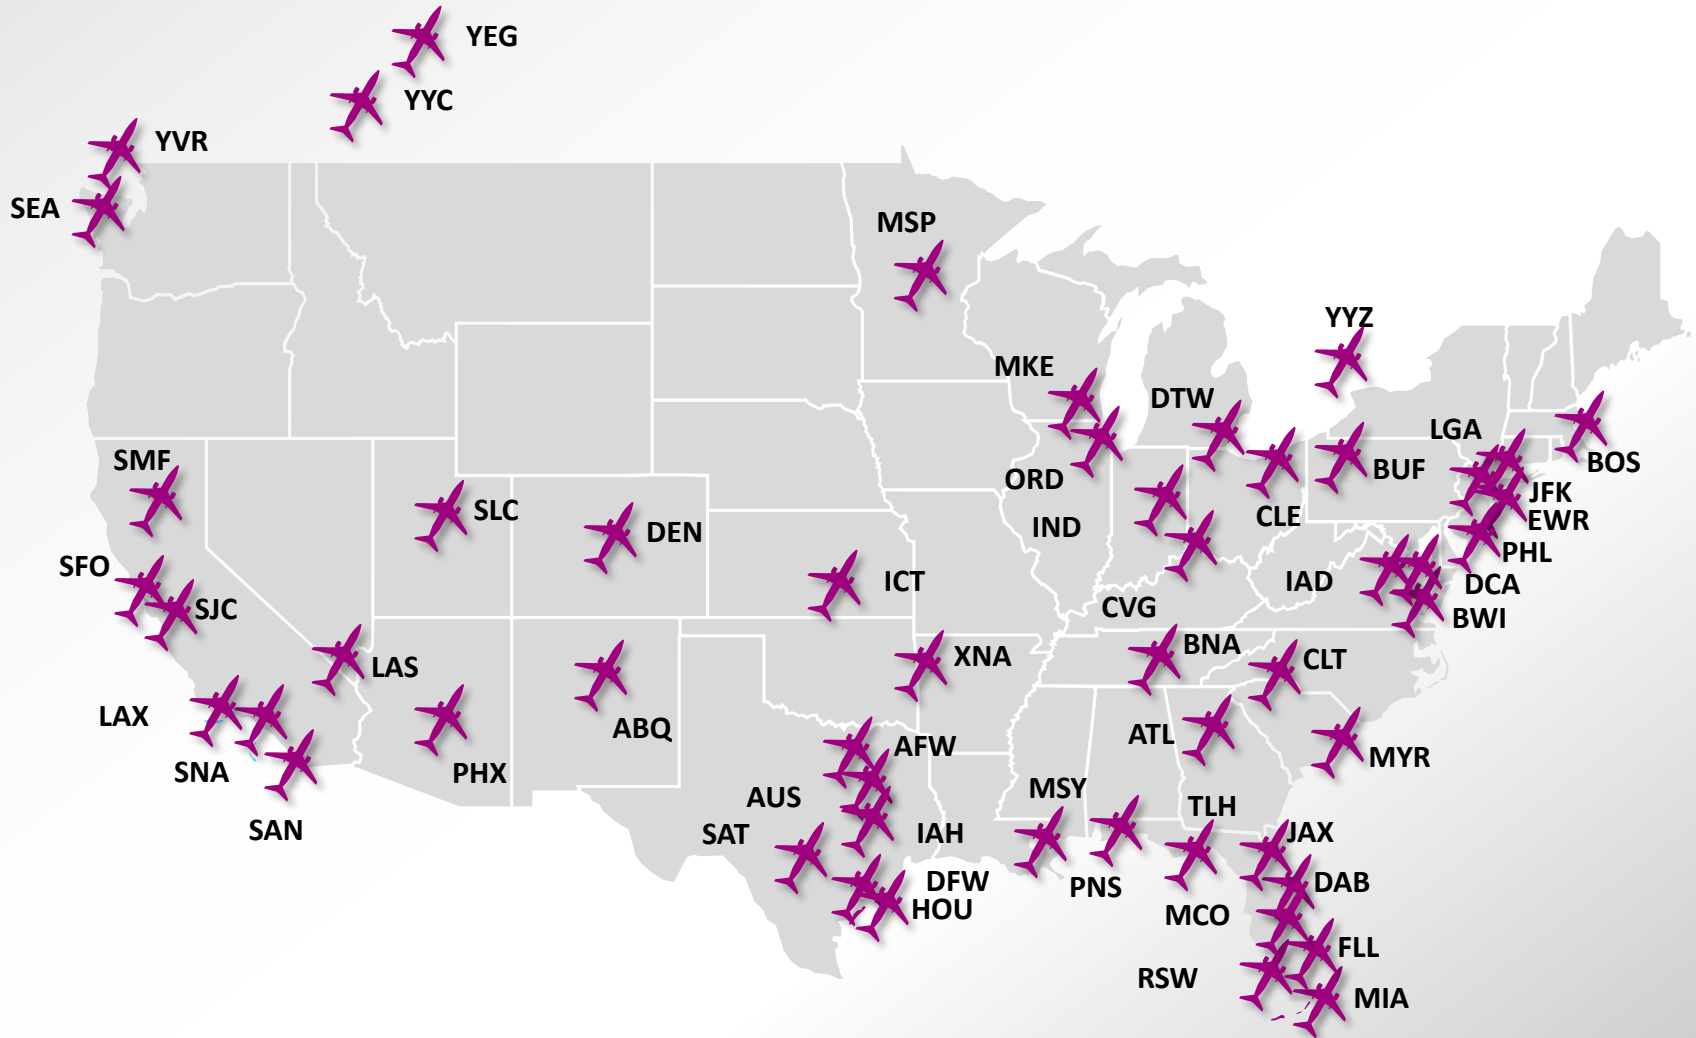 YEG
YYC
YVR
SEA
MSP
YYZ
MKE
DTW
LGA
SMF
ORD
BUF
BOS
SLC
DEN
IND
CLE
JFK
EWR
PHL
SFO
SJC
ICT
IAD
DCA
CVG
BWI
LAS
XNA
BNA
CLT
LAX
ABQ
AFW
ATL
MYR
SNA
PHX
AUS
MSY
TLH
SAN
SAT
IAH
JAX
DFW
PNS
DAB
HOU
MCO
FLL
RSW
MIA